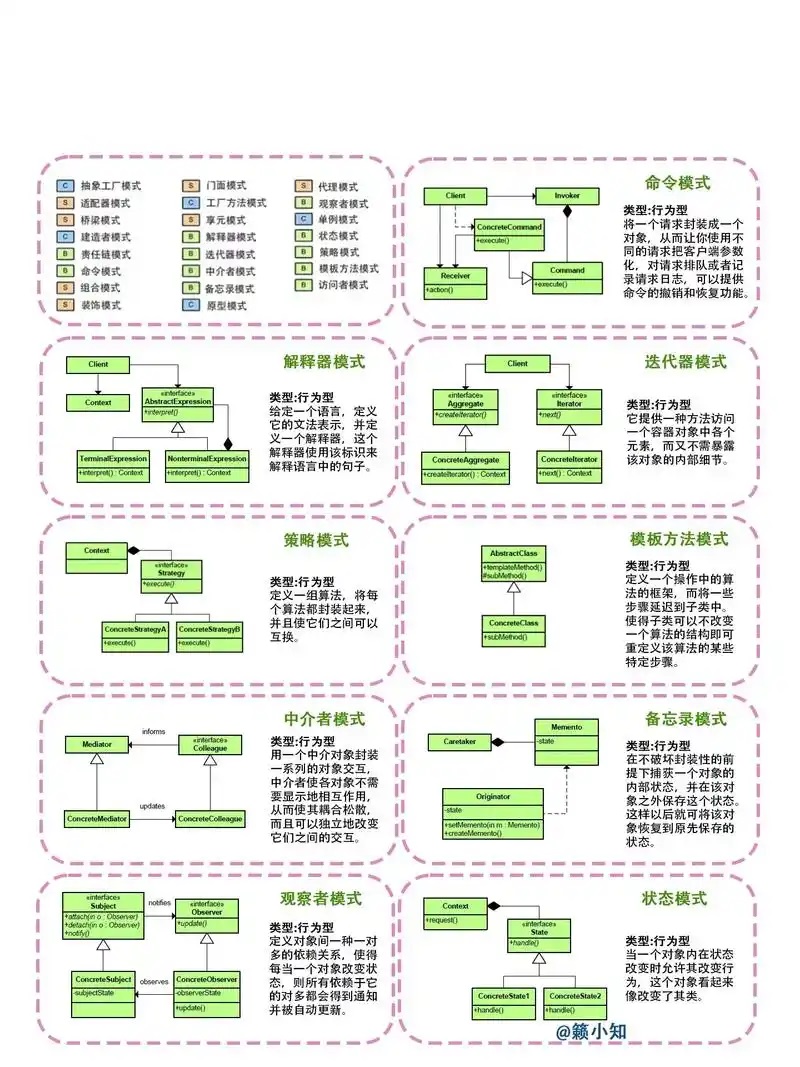 C 抽象工厂模式
S 适配器模式
S 桥梁模式
C 建造者模式
B 责任链模式
B 命令模式
S 组合模式
S 装饰模式
S 门面模式
C 工厂方法模式
S 享元模式
B 解释器模式
B 迭代器模式
B 中介者模式
B 备忘录模式
C 原型模式
S 代理模式
B 观察者模式
C 单例模式
B 状态模式
B 策略模式
B 模板方法模式
B 访问者模式
命令模式
Client
Invoker
ConcreteCommand
+execute()
Receiver
+action()
Command
+execute()
类型:行为型
将一个请求封装成一个
对象，从而让你使用不
同的请求把客户端参数
化，对请求排队或者记
录请求日志，可以提供
命令的撤销和恢复功能。
解释器模式
Client
Context
«interface»
AbstractExpression
+interpret()
TerminalExpression
+interpret() : Context
NonterminalExpression
+interpret() : Context
类型:行为型
给定一个语言，定义
它的文法表示，并定
义一个解释器，这个
解释器使用该标识来
解释语言中的句子。
迭代器模式
Client
«interface»
Aggregate
+createIterator()
«interface»
Iterator
+next()
ConcreteAggregate
+createIterator() : Context
ConcreteIterator
+next() : Context
类型:行为型
它提供一种方法访问
一个容器对象中各个
元素，而又不需暴露
该对象的内部细节。
策略模式
Context
«interface»
Strategy
+execute()
ConcreteStrategyA
+execute()
ConcreteStrategyB
+execute()
类型:行为型
定义一组算法，将每
个算法都封装起来，
并且使它们之间可以
互换。
模板方法模式
AbstractClass
+templateMethod()
#subMethod()
ConcreteClass
+subMethod()
类型:行为型
定义一个操作中的算法
的框架，而将一些
步骤延迟到子类中。
使得子类可以不改变
一个算法的结构即可
重定义该算法的某些
特定步骤。
中介者模式
Mediator
informs
«interface»
Colleague
ConcreteMediator
updates
ConcreteColleague
类型:行为型
用一个中介对象封装
一系列的对象交互，
中介者使各对象不需
要显示地相互作用，
从而使其耦合松散，
而且可以独立地改变
它们之间的交互。
备忘录模式
Caretaker
Memento
-state
Originator
-state
+setMemento(in m : Memento)
+createMemento()
类型:行为型
在不破坏封装性的前
提下捕获一个对象的
内部状态，并在该对
象之外保存这个状态。
这样以后就可将该对
象恢复到原先保存的
状态。
观察者模式
«interface»
Subject
+attach(in o : Observer)
+detach(in o : Observer)
+notify()
notifies
«interface»
Observer
+update()
ConcreteSubject
-subjectState
observes
ConcreteObserver
-observerState
+update()
类型:行为型
定义对象间一种一对
多的依赖关系，使得
每当一个对象改变状
态，则所有依赖于它
的对多都会得到通知
并被自动更新。
状态模式
Context
+request()
«interface»
State
+handle()
ConcreteState1
+handle()
ConcreteState2
+handle()
类型:行为型
当一个对象内在状态
改变时允许其改变行
为，这个对象看起来
像改变了其类。
@籁小知